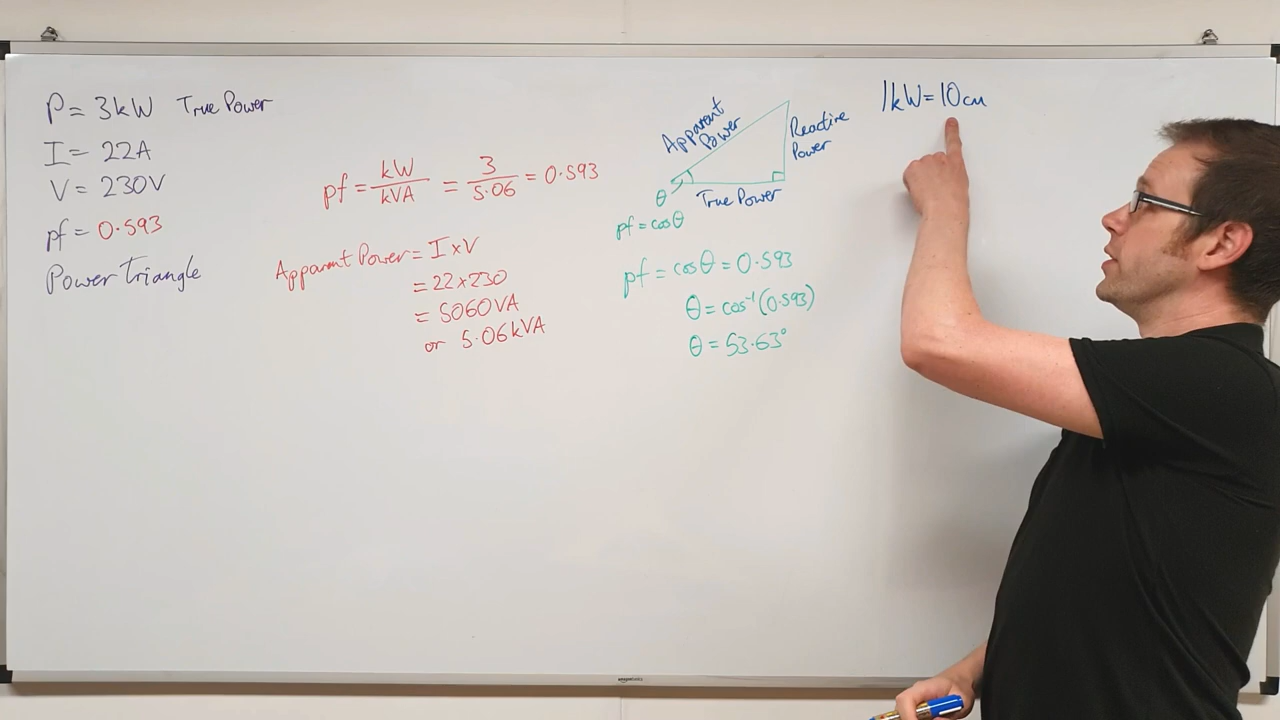 P = 3kW True Power
I = 22A
V = 230V
pf = 0.593
Power Triangle
pf = kW/kVA = 3/5.06 = 0.593
Apparent Power = I x V
= 22 x 230
= 5060VA
or 5.06kVA
Apparent
Power
Reactive
Power
θ
True Power
pf = cosθ
pf = cosθ = 0.593
θ = cos⁻¹(0.593)
θ = 53.63°
1kW = 10cm
amazonbasics